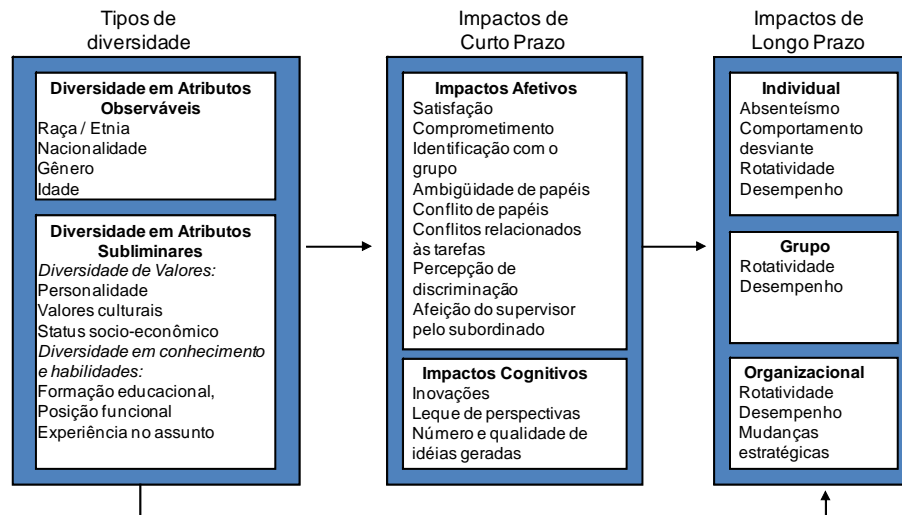 Tipos de
diversidade
Diversidade em Atributos
Observáveis
Raça / Etnia
Nacionalidade
Gênero
Idade
Diversidade em Atributos
Subliminares
Diversidade de Valores:
Personalidade
Valores culturais
Status socio-econômico
Diversidade em conhecimento
e habilidades:
Formação educacional,
Posição funcional
Experiência no assunto
Impactos de
Curto Prazo
Impactos Afetivos
Satisfação
Comprometimento
Identificação com o
grupo
Ambigüidade de papéis
Conflito de papéis
Conflitos relacionados
às tarefas
Percepção de
discriminação
Afeição do supervisor
pelo subordinado
Impactos Cognitivos
Inovações
Leque de perspectivas
Número e qualidade de
idéias geradas
Impactos de
Longo Prazo
Individual
Absenteísmo
Comportamento
desviante
Rotatividade
Desempenho
Grupo
Rotatividade
Desempenho
Organizacional
Rotatividade
Desempenho
Mudanças
estratégicas